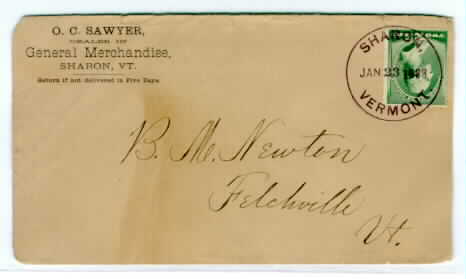 O. C. SAWYER,
DEALER IN
General Merchandise,
SHARON, VT.
Return if not delivered in Five Days.
SHARON,
JAN 23
VERMONT.
B. M. Newton
Felchville
Vt.